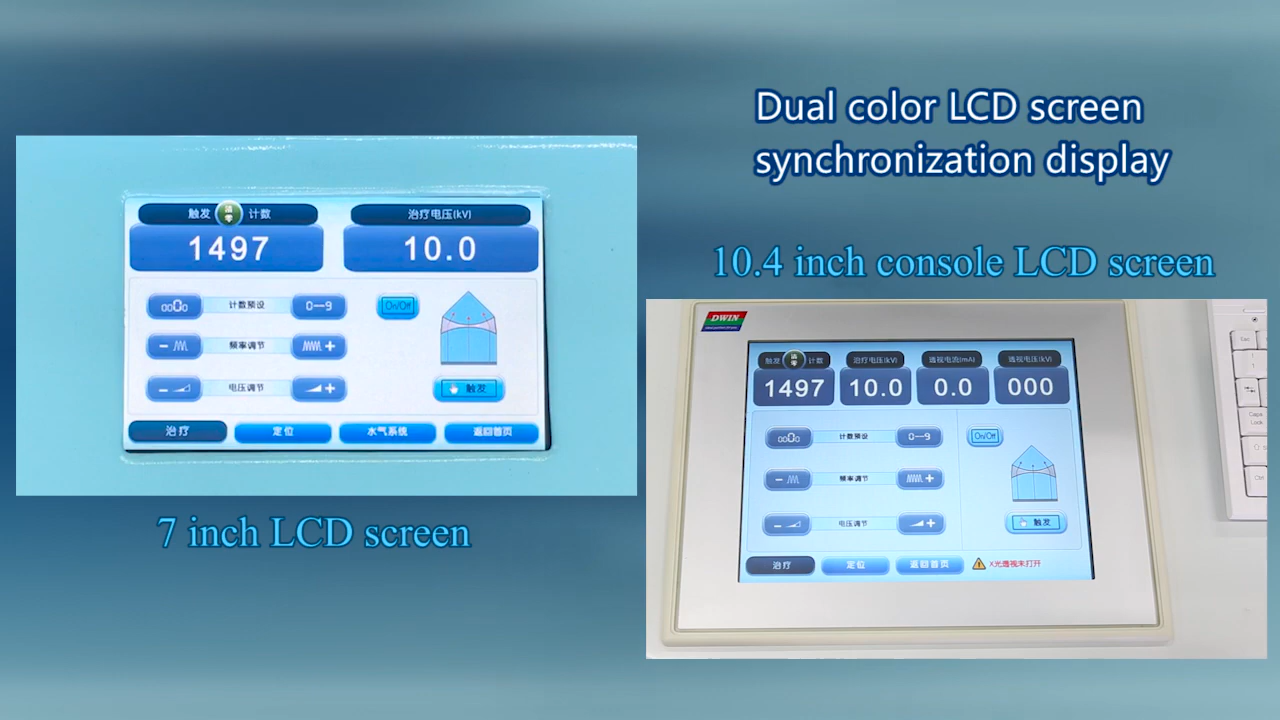 Dual color LCD screen
synchronization display
触发 清零 计数
治疗电压(kV)
1497
10.0
计数预设
0—9
On/Off
频率调节
电压调节
触发
治疗
定位
水气系统
返回首页
7 inch LCD screen
10.4 inch console LCD screen
DWIN
触发 清零 计数
治疗电压(kV)
透视电流(mA)
透视电压(kV)
1497
10.0
0.0
000
计数预设
0—9
On/Off
频率调节
电压调节
触发
治疗
定位
返回首页
X光透视未打开
Caps
Lock